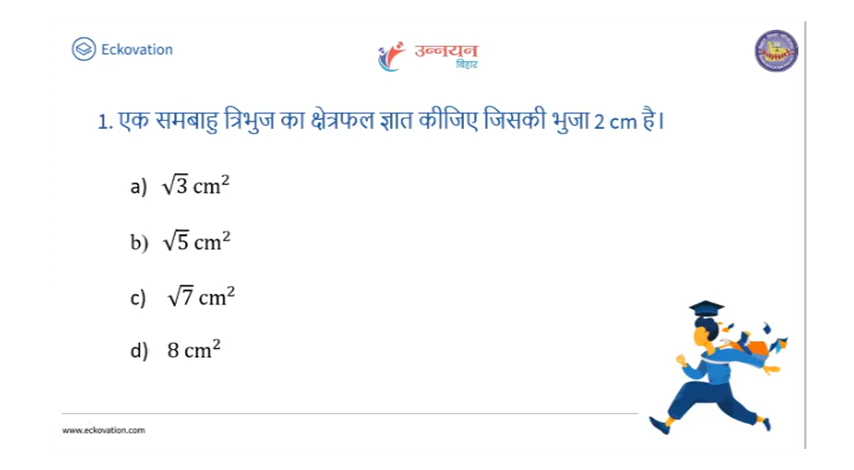 Eckovation
उन्नयन
बिहार
1. एक समबाहु त्रिभुज का क्षेत्रफल ज्ञात कीजिए जिसकी भुजा 2 cm है।
a) √3 cm²
b) √5 cm²
c) √7 cm²
d) 8 cm²
www.eckovation.com